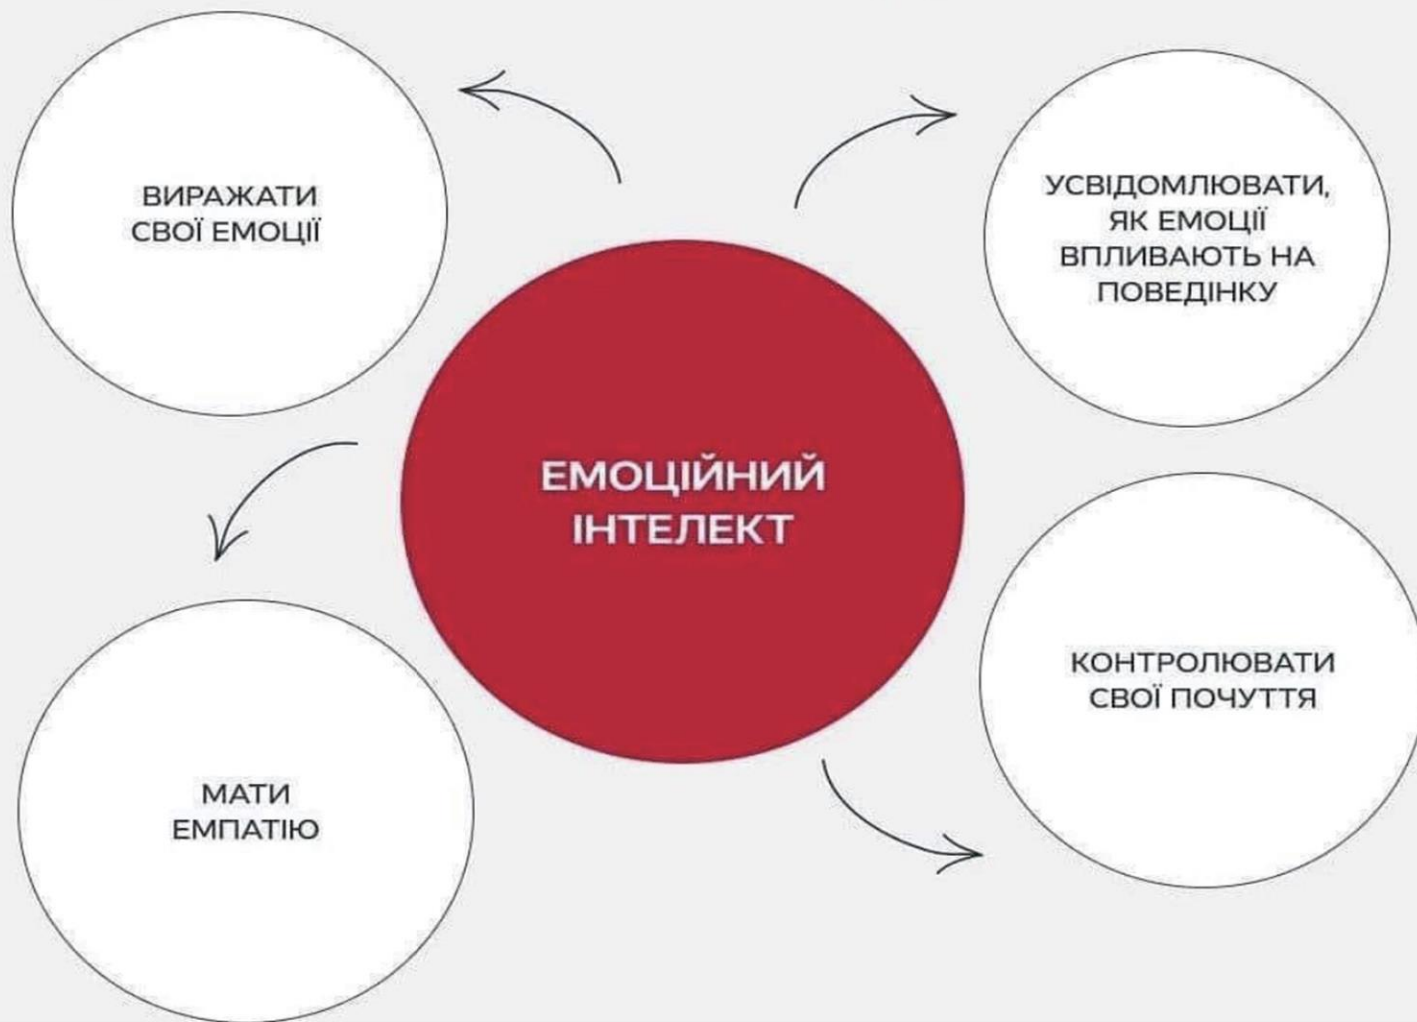 ВИРАЖАТИ
СВОЇ ЕМОЦІЇ
УСВІДОМЛЮВАТИ,
ЯК ЕМОЦІЇ
ВПЛИВАЮТЬ НА
ПОВЕДІНКУ
ЕМОЦІЙНИЙ
ІНТЕЛЕКТ
МАТИ
ЕМПАТІЮ
КОНТРОЛЮВАТИ
СВОЇ ПОЧУТТЯ